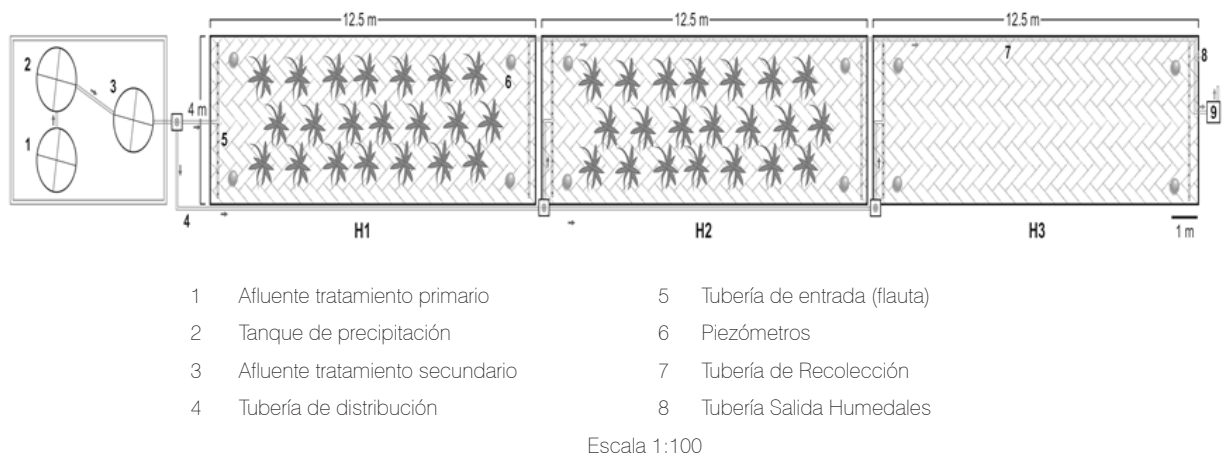 12.5 m 12.5 m 12.5 m
2 3 6 7 8
4 m
1 5 9
4 H1 H2 H3 1 m
1 Afluente tratamiento primario
2 Tanque de precipitación
3 Afluente tratamiento secundario
4 Tubería de distribución
5 Tubería de entrada (flauta)
6 Piezómetros
7 Tubería de Recolección
8 Tubería Salida Humedales
Escala 1:100